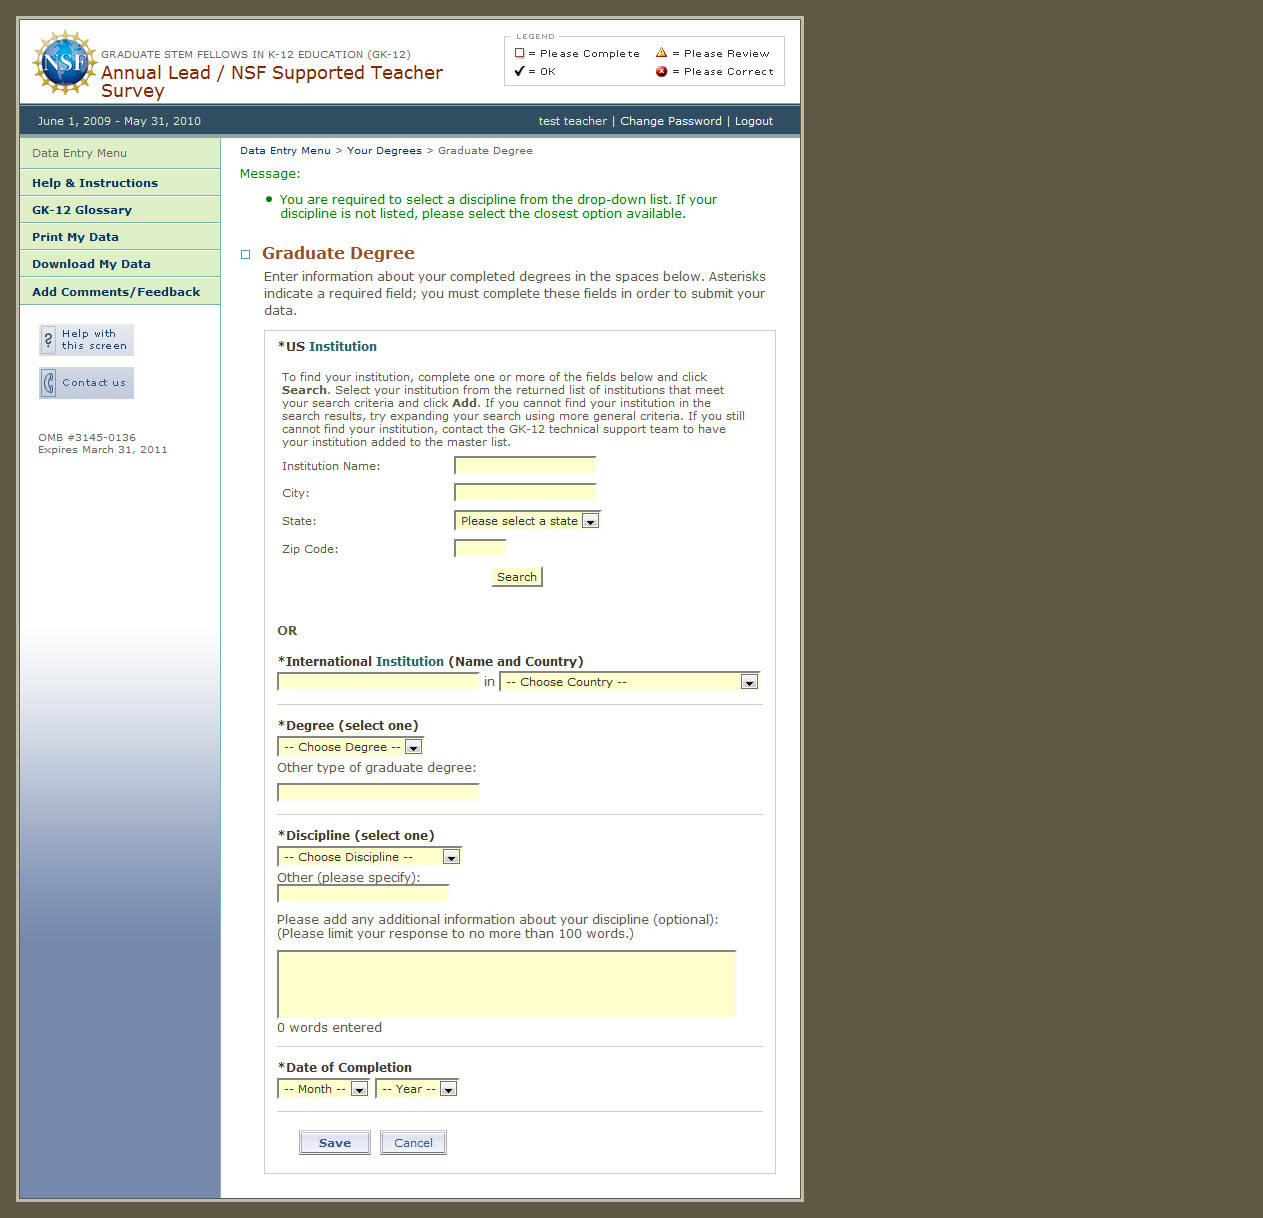 NSF
GRADUATE STEM FELLOWS IN K-12 EDUCATION (GK-12)
Annual Lead / NSF Supported Teacher
Survey
LEGEND
= Please Complete
= Please Review
= OK
= Please Correct
June 1, 2009 - May 31, 2010
test teacher | Change Password | Logout
Data Entry Menu
Help & Instructions
GK-12 Glossary
Print My Data
Download My Data
Add Comments/Feedback
? Help with
this screen
Contact us
OMB #3145-0136
Expires March 31, 2011
Data Entry Menu > Your Degrees > Graduate Degree
Message:
• You are required to select a discipline from the drop-down list. If your
discipline is not listed, please select the closest option available.
Graduate Degree
Enter information about your completed degrees in the spaces below. Asterisks
indicate a required field; you must complete these fields in order to submit your
data.
*US Institution
To find your institution, complete one or more of the fields below and click
Search. Select your institution from the returned list of institutions that meet
your search criteria and click Add. If you cannot find your institution in the
search results, try expanding your search using more general criteria. If you still
cannot find your institution, contact the GK-12 technical support team to have
your institution added to the master list.
Institution Name:
City:
State: Please select a state
Zip Code:
Search
OR
*International Institution (Name and Country)
in -- Choose Country --
*Degree (select one)
-- Choose Degree --
Other type of graduate degree:
*Discipline (select one)
-- Choose Discipline --
Other (please specify):
Please add any additional information about your discipline (optional):
(Please limit your response to no more than 100 words.)
0 words entered
*Date of Completion
-- Month -- -- Year --
Save Cancel